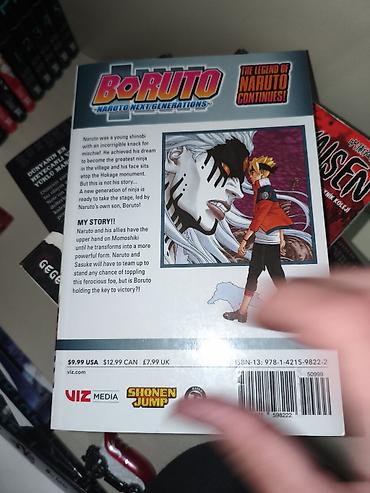 BORUTO
~NARUTO NEXT GENERATIONS~
THE LEGEND OF
NARUTO
CONTINUES!
Naruto was a young shinobi
with an incorrigible knack for
mischief. He achieved his dream
to become the greatest ninja
in the village and his face sits
atop the Hokage monument.
But this is not his story...
A new generation of ninja is
ready to take the stage, led by
Naruto's own son, Boruto!
MY STORY!!
Naruto and his allies have the
upper hand on Momoshiki
until he transforms into a more
powerful form. Naruto and
Sasuke will have to team up to
stand any chance of toppling
this ferocious foe, but is Boruto
holding the key to victory?!
$9.99 USA $12.99 CAN £7.99 UK
viz.com
ISBN-13: 978-1-4215-9822-2
50999
598222
VIZ MEDIA
SHONEN
JUMP
DÜNYANIN EN